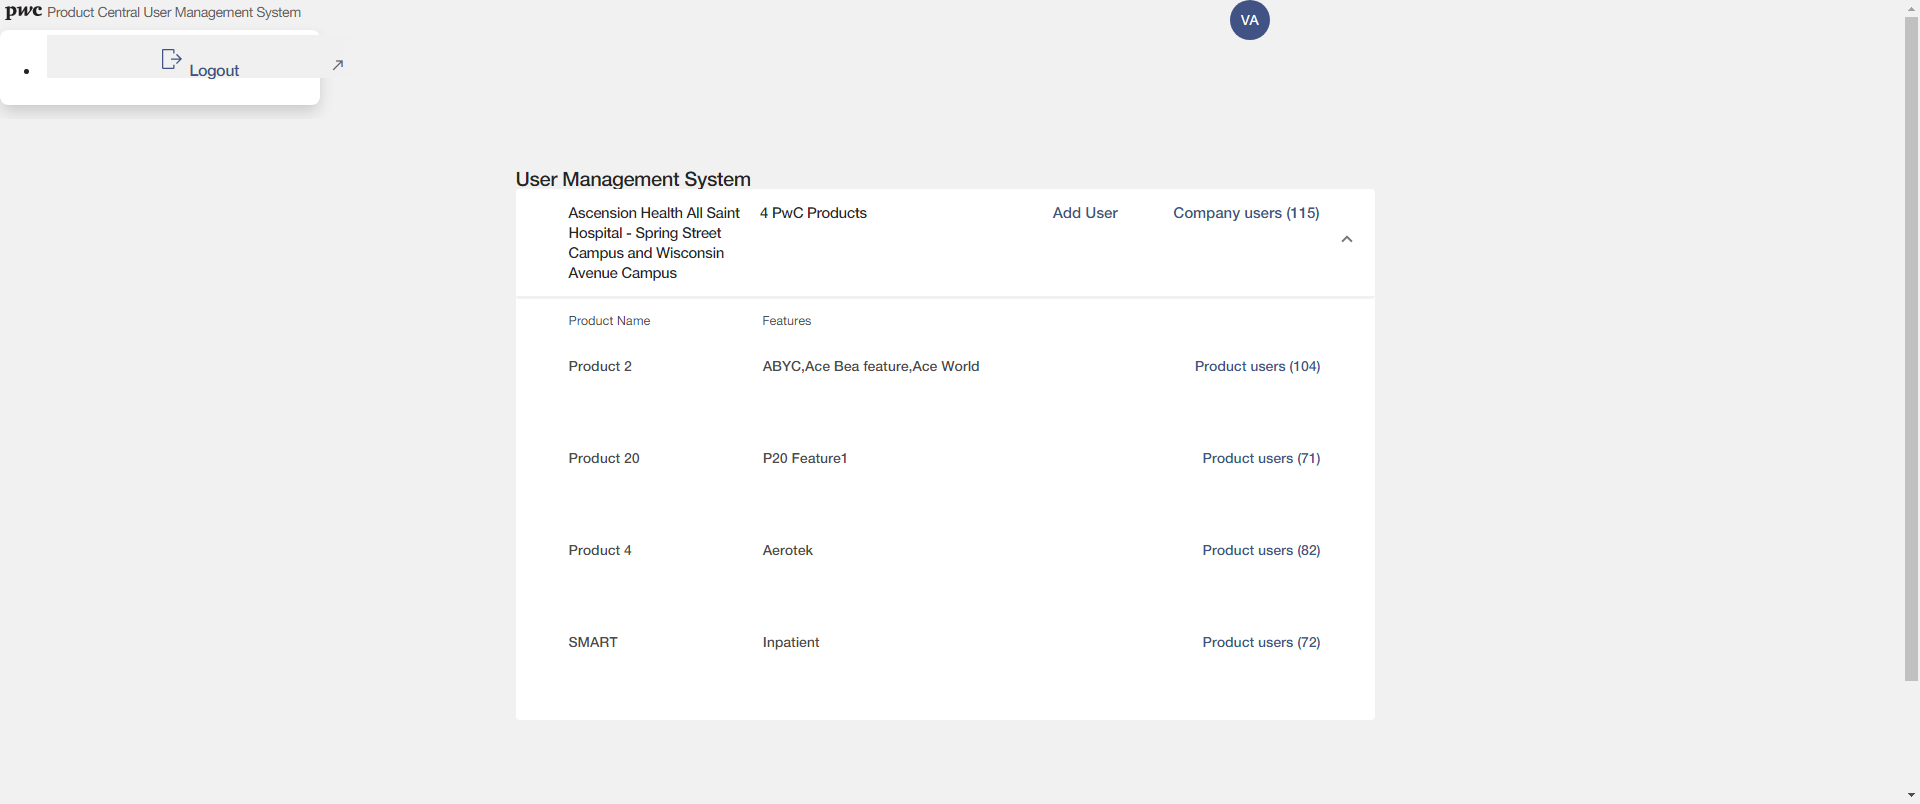 pwc Product Central User Management System
VA
Logout
User Management System
Ascension Health All Saint
Hospital - Spring Street
Campus and Wisconsin
Avenue Campus
4 PwC Products
Add User
Company users (115)
Product Name
Features
Product 2
ABYC,Ace Bea feature,Ace World
Product users (104)
Product 20
P20 Feature1
Product users (71)
Product 4
Aerotek
Product users (82)
SMART
Inpatient
Product users (72)